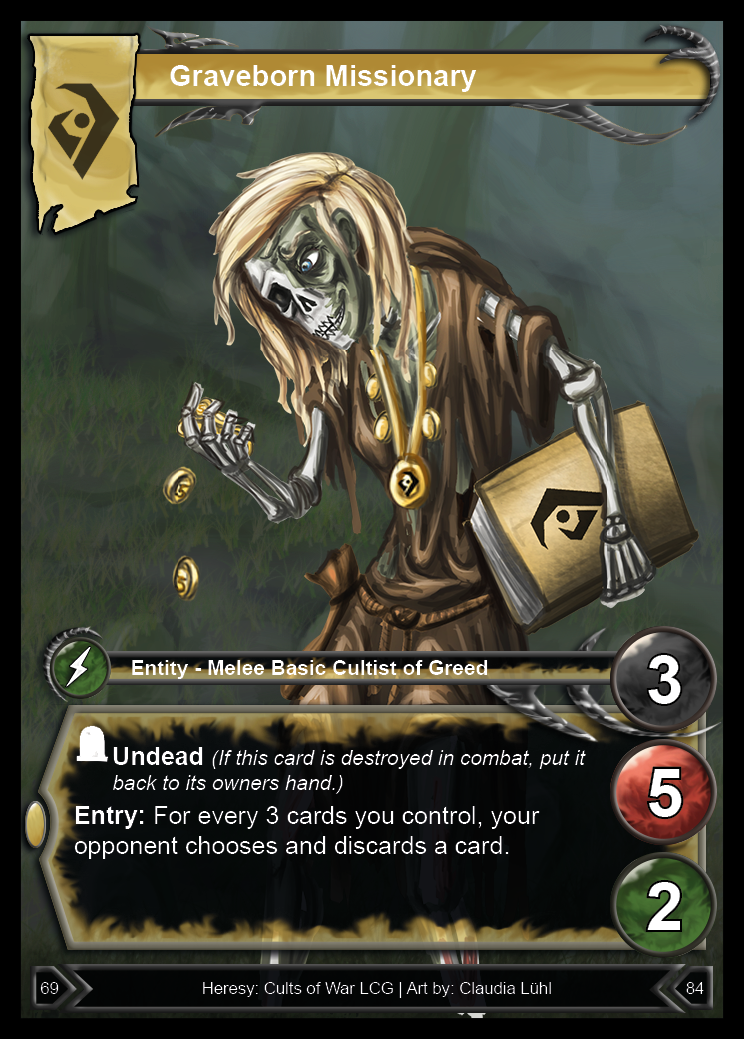 Graveborn Missionary
Entity - Melee Basic Cultist of Greed
3
Undead (If this card is destroyed in combat, put it
back to its owners hand.)
5
Entry: For every 3 cards you control, your
opponent chooses and discards a card.
2
69
Heresy: Cults of War LCG | Art by: Claudia Lühl
84